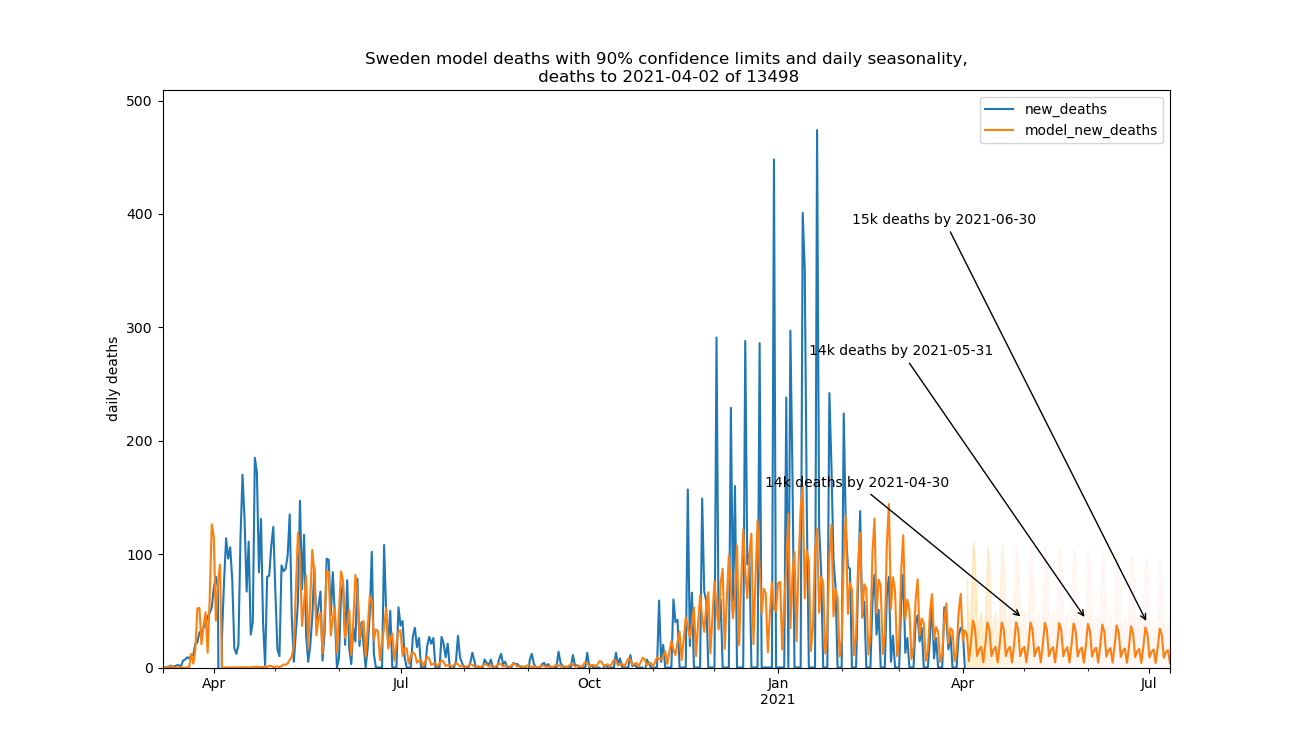 Sweden model deaths with 90% confidence limits and daily seasonality,
deaths to 2021-04-02 of 13498
new_deaths
model_new_deaths
500
400
300
200
100
0
daily deaths
15k deaths by 2021-06-30
14k deaths by 2021-05-31
14k deaths by 2021-04-30
Apr
Jul
Oct
Jan
2021
Apr
Jul